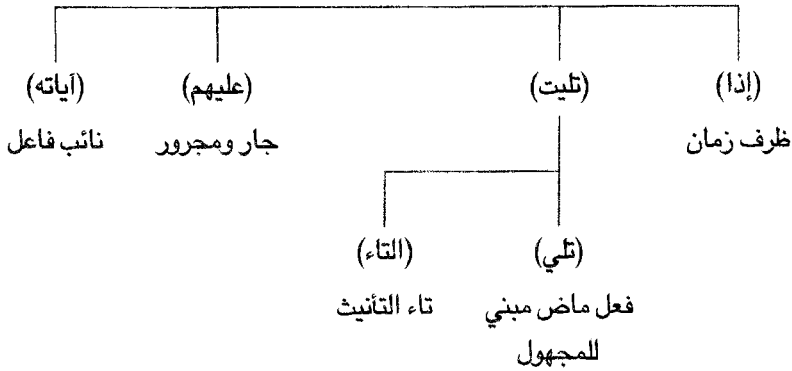 (إذا) (تليت) (عليهم) (آياته)
ظرف زمان جار ومجرور نائب فاعل
(تلي) (التاء)
فعل ماض مبني تاء التأنيث
للمجهول